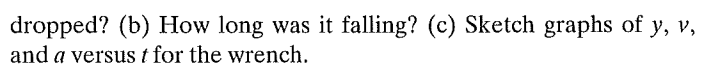 dropped? (b) How long was it falling? (c) Sketch graphs of y, v,
and a versus t for the wrench.